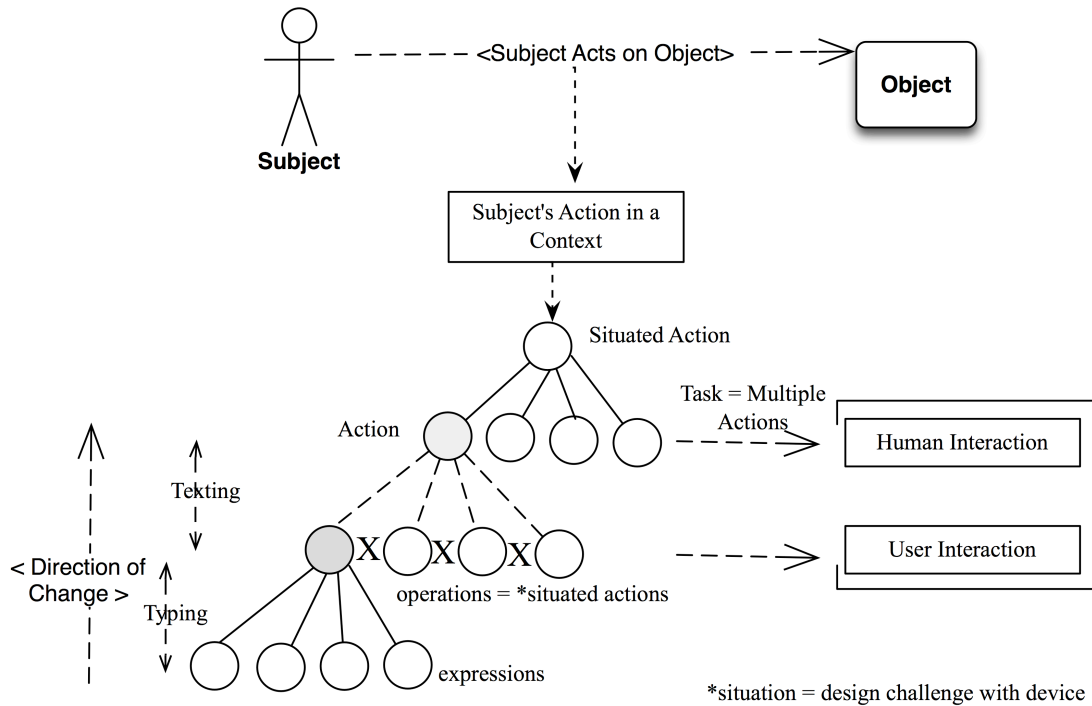 <Subject Acts on Object>
Object
Subject
Subject's Action in a
Context
Situated Action
Task = Multiple
Actions
Action
Human Interaction
Texting
X X X
User Interaction
< Direction of
Change >
operations = *situated actions
Typing
expressions
*situation = design challenge with device